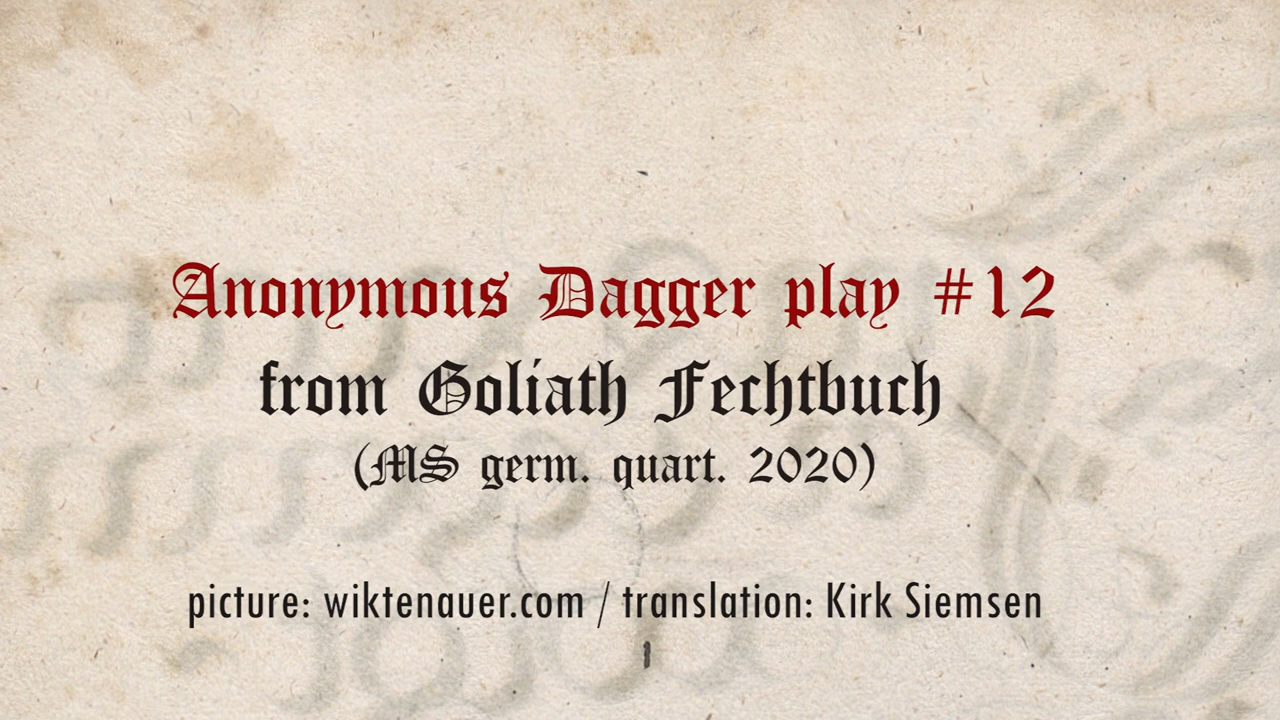 Anonymous Dagger play #12
from Goliath Fechtbuch
(MS germ. quart. 2020)
picture: wiktenauer.com / translation: Kirk Siemsen